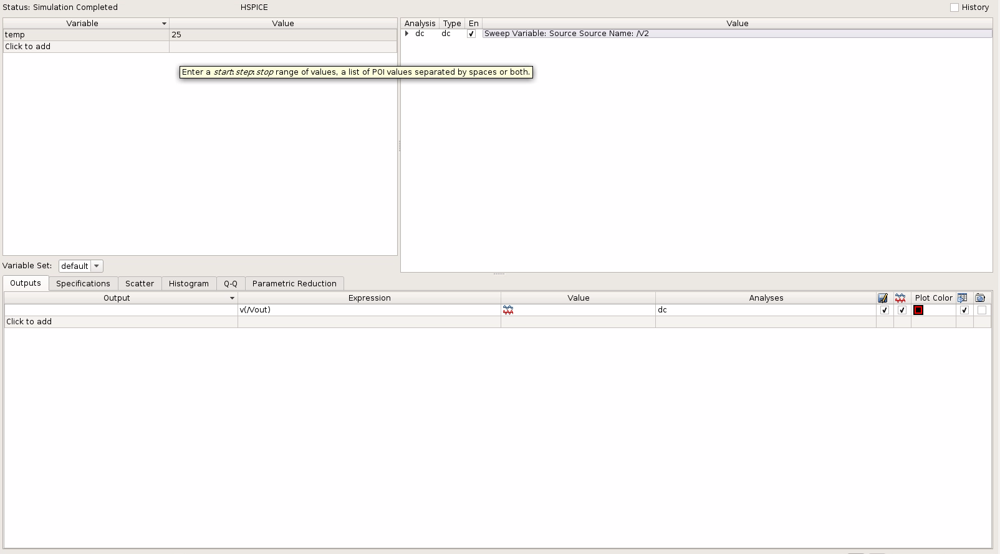 Status: Simulation Completed HSPICE History
Variable Value
temp 25
Click to add
Enter a start:step:stop range of values, a list of POI values separated by spaces or both.
Analysis Type En Value
dc dc Sweep Variable: Source Source Name: /V2
Variable Set: default
Outputs Specifications Scatter Histogram Q-Q Parametric Reduction
Output Expression Value Analyses Plot Color
v(/Vout) dc
Click to add